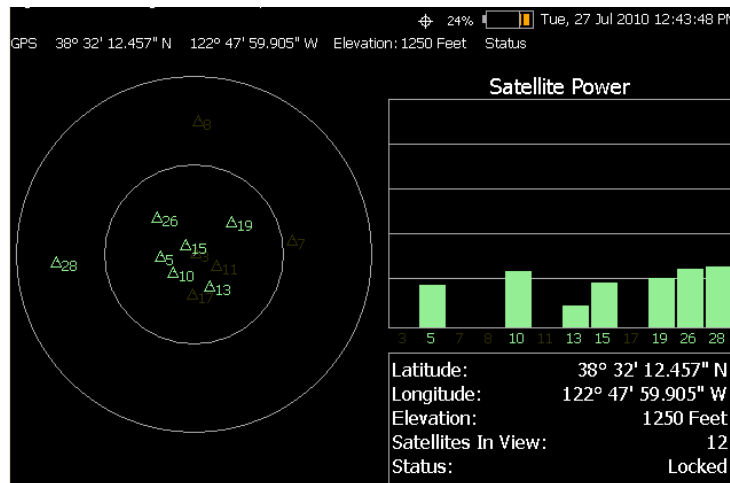 24% Tue, 27 Jul 2010 12:43:48 PM
GPS 38° 32' 12.457" N 122° 47' 59.905" W Elevation: 1250 Feet Status
Satellite Power
8
26
19
15
7
5
3
28
11
10
13
17
3 5 7 8 10 11 13 15 17 19 26 28
Latitude: 38° 32' 12.457" N
Longitude: 122° 47' 59.905" W
Elevation: 1250 Feet
Satellites In View: 12
Status: Locked